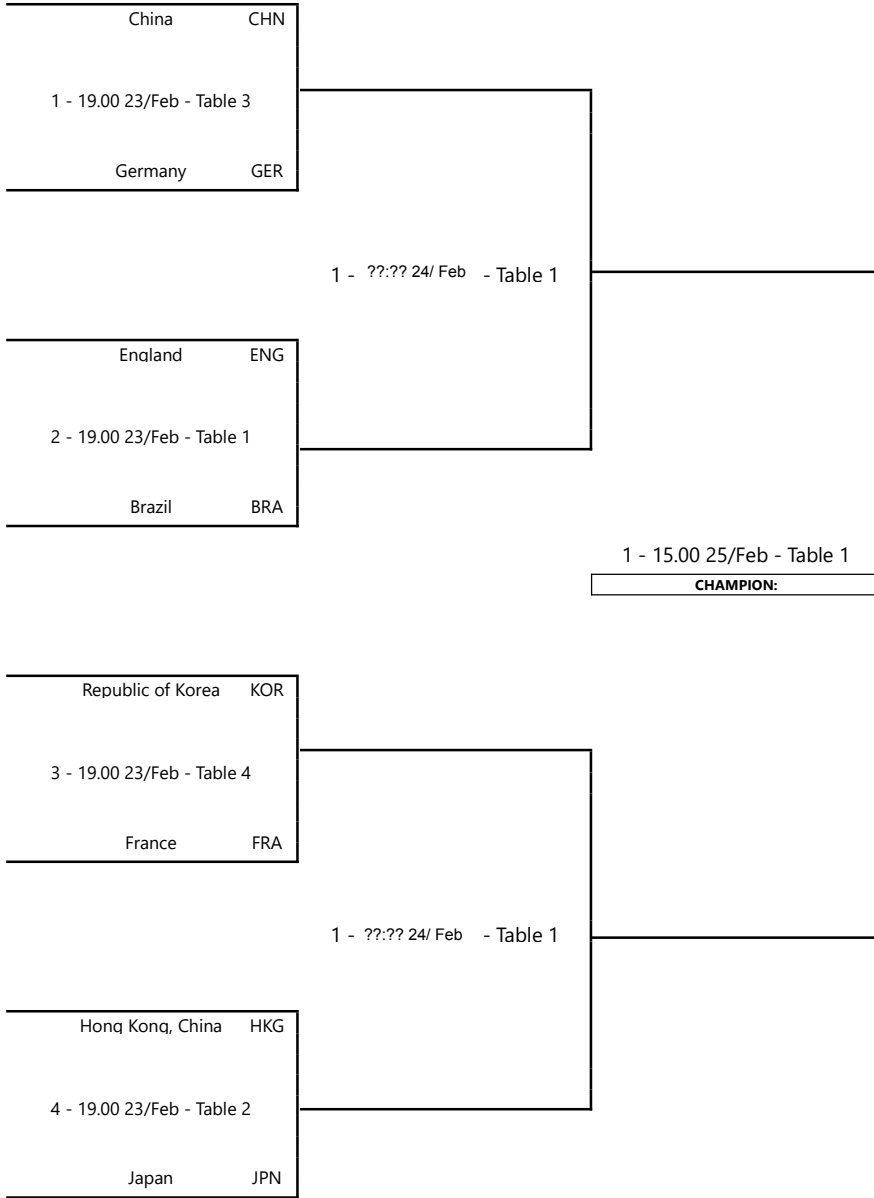 China CHN
1 - 19.00 23/Feb - Table 3
Germany GER
1 - ??:?? 24/ Feb - Table 1
England ENG
2 - 19.00 23/Feb - Table 1
Brazil BRA
1 - 15.00 25/Feb - Table 1
CHAMPION:
Republic of Korea KOR
3 - 19.00 23/Feb - Table 4
France FRA
1 - ??:?? 24/ Feb - Table 1
Hong Kong, China HKG
4 - 19.00 23/Feb - Table 2
Japan JPN